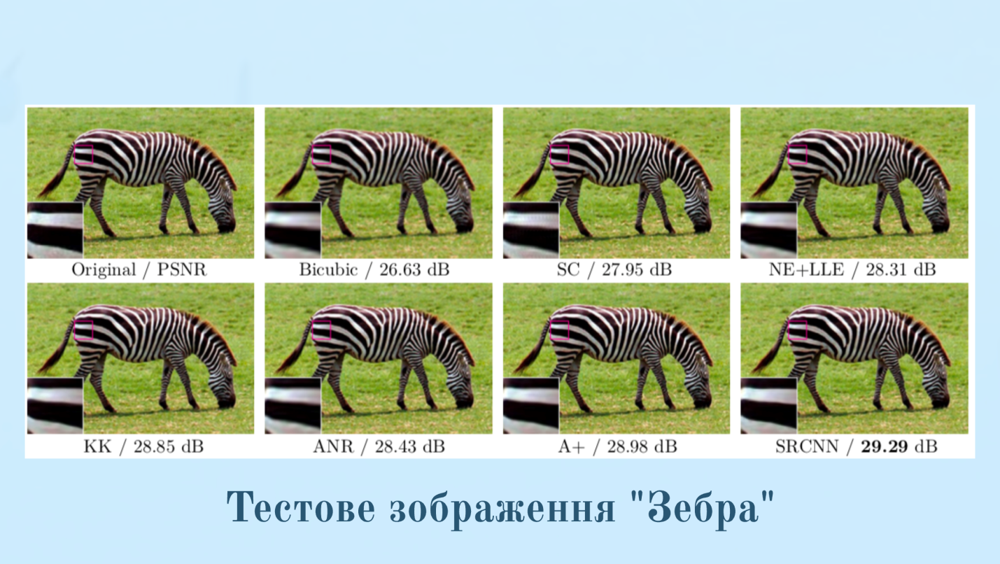 Original / PSNR
Bicubic / 26.63 dB
SC / 27.95 dB
NE+LLE / 28.31 dB
KK / 28.85 dB
ANR / 28.43 dB
A+ / 28.98 dB
SRCNN / 29.29 dB
Тестове зображення "Зебра"